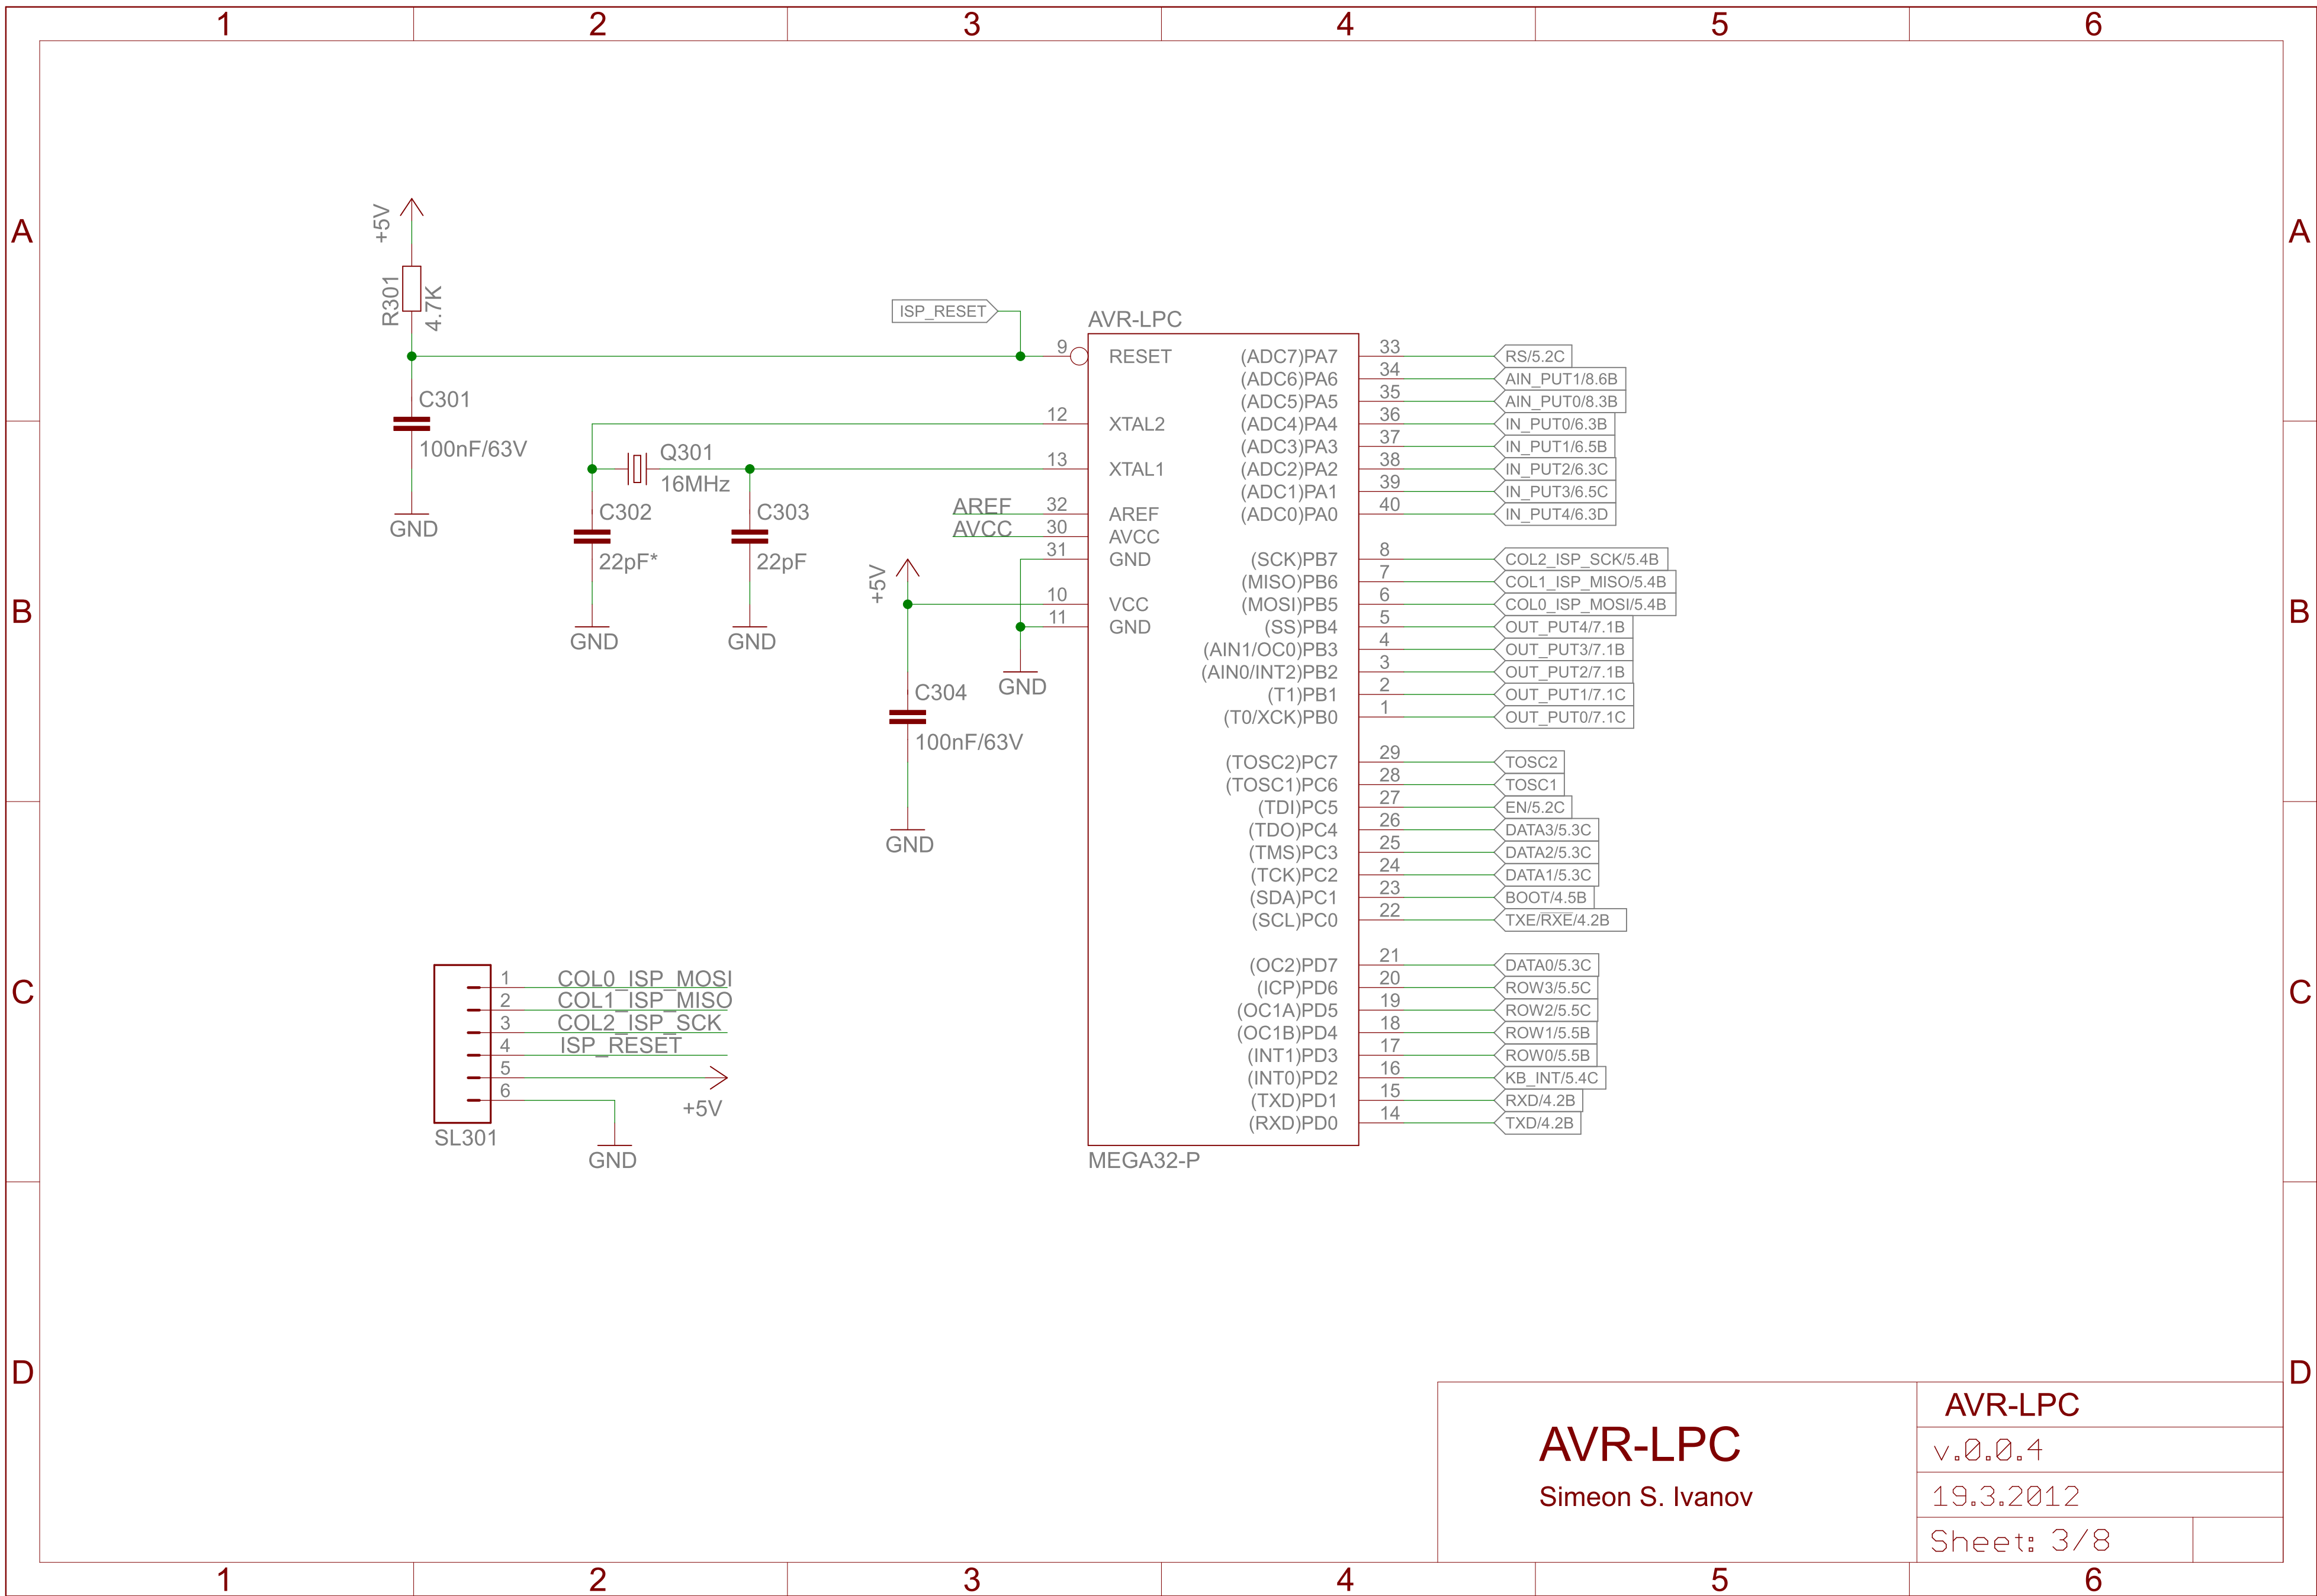 1 2 3 4 5 6
A A
+5V
R301
4.7K
ISP_RESET
C301
100nF/63V
GND
Q301
16MHz
C302
22pF*
GND
C303
22pF
GND
AREF
AVCC
+5V
C304
100nF/63V
GND
GND
B B
AVR-LPC
9 RESET (ADC7)PA7 33 RS/5.2C
(ADC6)PA6 34 AIN_PUT1/8.6B
(ADC5)PA5 35 AIN_PUT0/8.3B
12 XTAL2 (ADC4)PA4 36 IN_PUT0/6.3B
(ADC3)PA3 37 IN_PUT1/6.5B
13 XTAL1 (ADC2)PA2 38 IN_PUT2/6.3C
(ADC1)PA1 39 IN_PUT3/6.5C
32 AREF (ADC0)PA0 40 IN_PUT4/6.3D
30 AVCC
31 GND (SCK)PB7 8 COL2_ISP_SCK/5.4B
(MISO)PB6 7 COL1_ISP_MISO/5.4B
10 VCC (MOSI)PB5 6 COL0_ISP_MOSI/5.4B
11 GND (SS)PB4 5 OUT_PUT4/7.1B
(AIN1/OC0)PB3 4 OUT_PUT3/7.1B
(AIN0/INT2)PB2 3 OUT_PUT2/7.1B
(T1)PB1 2 OUT_PUT1/7.1C
(T0/XCK)PB0 1 OUT_PUT0/7.1C
(TOSC2)PC7 29 TOSC2
(TOSC1)PC6 28 TOSC1
(TDI)PC5 27 EN/5.2C
(TDO)PC4 26 DATA3/5.3C
(TMS)PC3 25 DATA2/5.3C
(TCK)PC2 24 DATA1/5.3C
(SDA)PC1 23 BOOT/4.5B
(SCL)PC0 22 TXE/RXE/4.2B
(OC2)PD7 21 DATA0/5.3C
(ICP)PD6 20 ROW3/5.5C
(OC1A)PD5 19 ROW2/5.5C
(OC1B)PD4 18 ROW1/5.5B
(INT1)PD3 17 ROW0/5.5B
(INT0)PD2 16 KB_INT/5.4C
(TXD)PD1 15 RXD/4.2B
(RXD)PD0 14 TXD/4.2B
MEGA32-P
C C
1 COL0_ISP_MOSI
2 COL1_ISP_MISO
3 COL2_ISP_SCK
4 ISP_RESET
5
6
+5V
SL301
GND
D D
AVR-LPC
Simeon S. Ivanov
AVR-LPC
v.0.0.4
19.3.2012
Sheet: 3/8
1 2 3 4 5 6